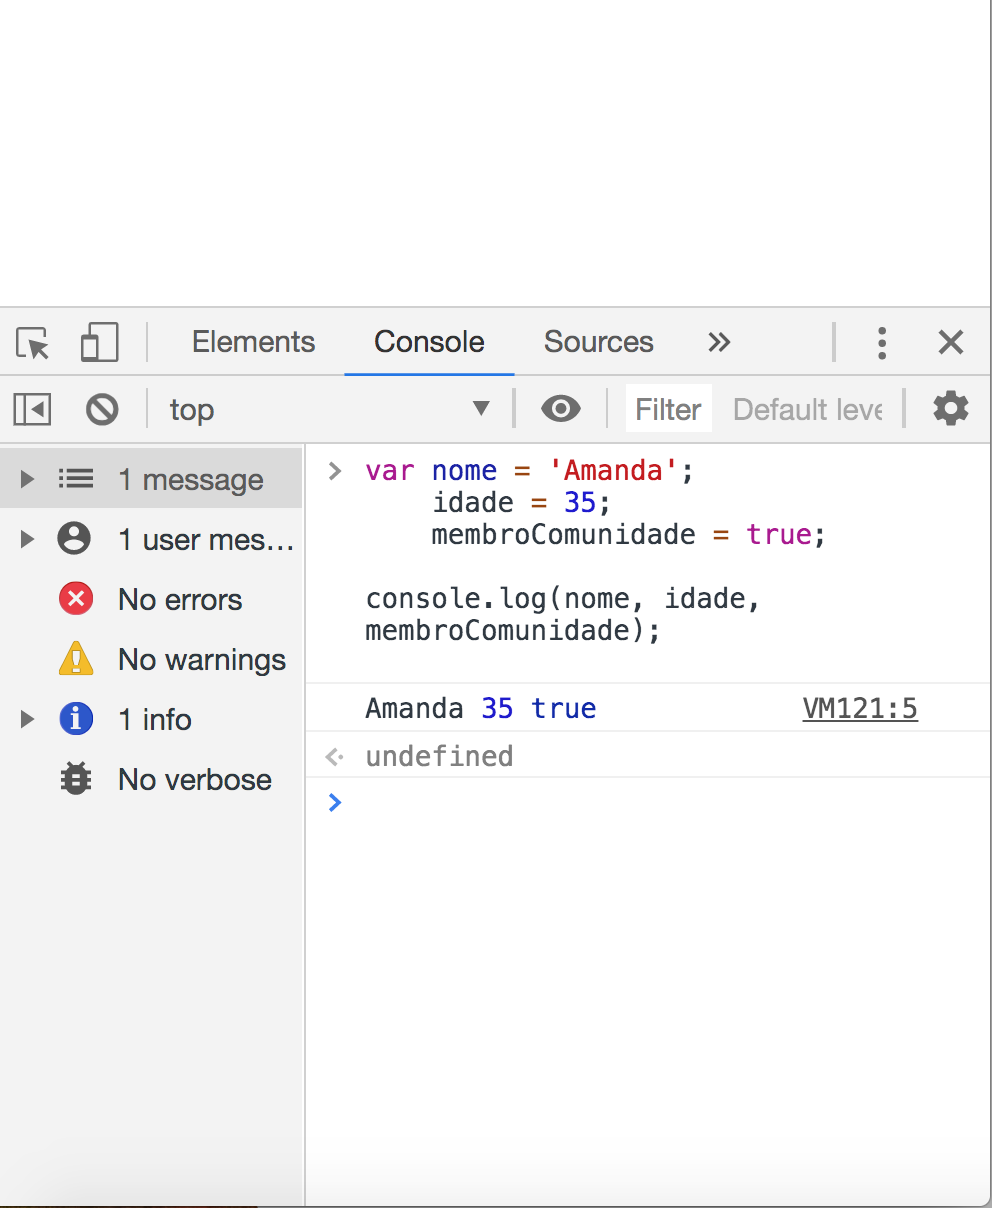 Elements Console Sources
top Filter Default leve
1 message
1 user mes...
No errors
No warnings
1 info
No verbose
> var nome = 'Amanda';
idade = 35;
membroComunidade = true;
console.log(nome, idade,
membroComunidade);
Amanda 35 true VM121:5
undefined
>